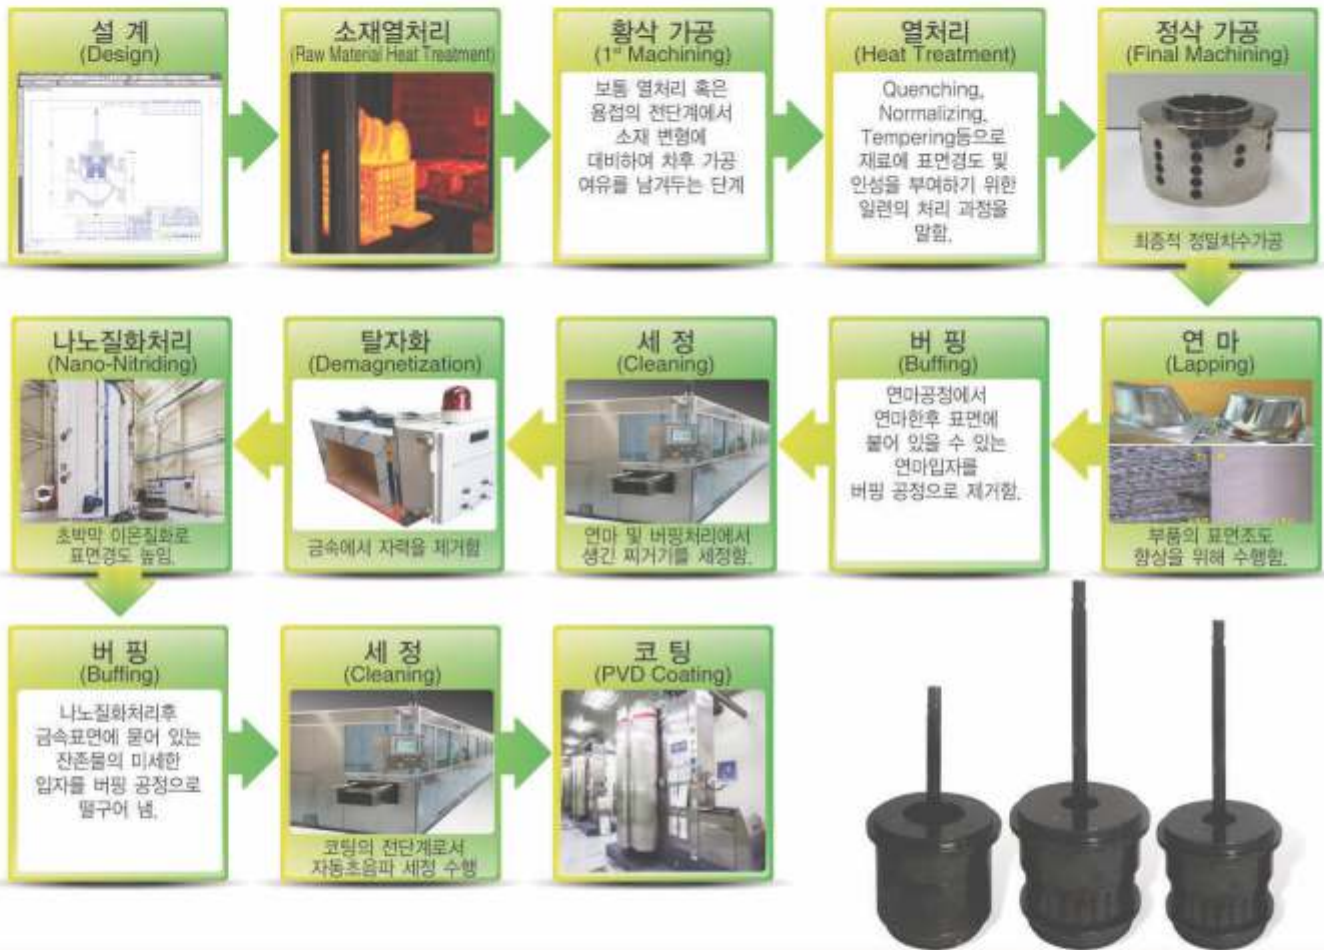 설 계
(Design)
소재열처리
(Raw Material Heat Treatment)
황삭 가공
(1st Machining)
보통 열처리 혹은
용접의 전단계에서
소재 변형에
대비하여 차후 가공
여유를 남겨두는 단계
열처리
(Heat Treatment)
Quenching,
Normalizing,
Tempering등으로
재료에 표면경도 및
인성을 부여하기 위한
일련의 처리 과정을
말함.
정삭 가공
(Final Machining)
최종적 정밀치수가공
연 마
(Lapping)
부품의 표면조도
향상을 위해 수행함.
버 핑
(Buffing)
연마공정에서
연마한후 표면에
붙어 있을 수 있는
연마입자를
버핑 공정으로 제거함.
세 정
(Cleaning)
연마 및 버핑처리에서
생긴 찌거기를 세정함.
탈자화
(Demagnetization)
금속에서 자력을 제거함
나노질화처리
(Nano-Nitriding)
초박막 이온질화로
표면경도 높임.
버 핑
(Buffing)
나노질화처리후
금속표면에 묻어 있는
잔존물의 미세한
입자를 버핑 공정으로
떨구어 냄.
세 정
(Cleaning)
코팅의 전단계로서
자동초음파 세정 수행
코 팅
(PVD Coating)